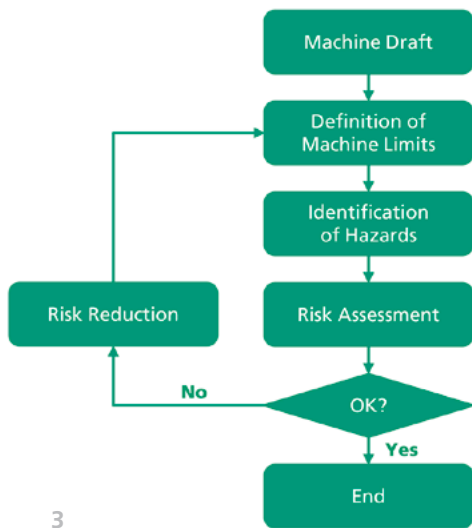 Machine Draft
Definition of
Machine Limits
Identification
of Hazards
Risk Reduction
Risk Assessment
No
OK?
Yes
End
3